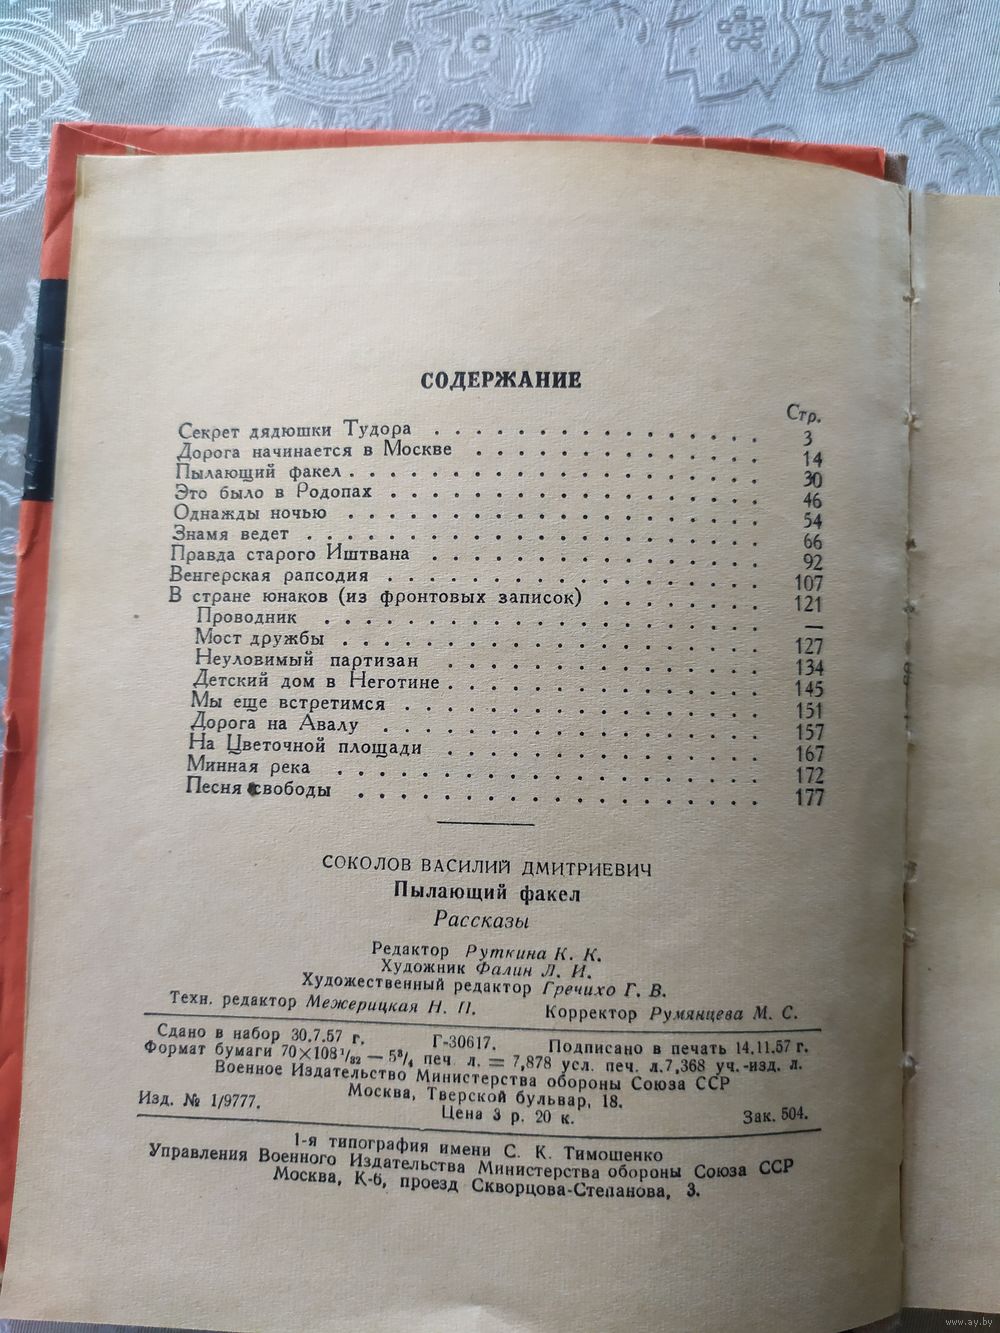 СОДЕРЖАНИЕ
Стр.
Секрет дядюшки Тудора . . . . . . . . . . . . . . 3
Дорога начинается в Москве . . . . . . . . . . . . 14
Пылающий факел . . . . . . . . . . . . . . . . . . 30
Это было в Родопах . . . . . . . . . . . . . . . . 46
Однажды ночью . . . . . . . . . . . . . . . . . . 54
Знамя ведет . . . . . . . . . . . . . . . . . . . . 66
Правда старого Иштвана . . . . . . . . . . . . . . 92
Венгерская рапсодия . . . . . . . . . . . . . . . . 107
В стране юнаков (из фронтовых записок) . . . . . . . 121
Проводник . . . . . . . . . . . . . . . . . . . —
Мост дружбы . . . . . . . . . . . . . . . . . . 127
Неуловимый партизан . . . . . . . . . . . . . . 134
Детский дом в Неготине . . . . . . . . . . . . . 145
Мы еще встретимся . . . . . . . . . . . . . . . 151
Дорога на Авалу . . . . . . . . . . . . . . . . 157
На Цветочной площади . . . . . . . . . . . . . 167
Минная река . . . . . . . . . . . . . . . . . . 172
Песня свободы . . . . . . . . . . . . . . . . . 177
СОКОЛОВ ВАСИЛИЙ ДМИТРИЕВИЧ
Пылающий факел
Рассказы
Редактор Руткина К. К.
Художник Фалин Л. И.
Художественный редактор Гречихо Г. В.
Техн. редактор Межерицкая Н. П. Корректор Румянцева М. С.
Сдано в набор 30.7.57 г. Г-30617. Подписано в печать 14.11.57 г.
Формат бумаги 70×108 1/32 — 5 3/4 печ. л. = 7,878 усл. печ. л. 7,368 уч.-изд. л.
Военное Издательство Министерства обороны Союза ССР
Москва, Тверской бульвар, 18.
Изд. № 1/9777. Цена 3 р. 20 к. Зак. 504.
1-я типография имени С. К. Тимошенко
Управления Военного Издательства Министерства обороны Союза ССР
Москва, К-6, проезд Скворцова-Степанова, 3.
www.ay.by